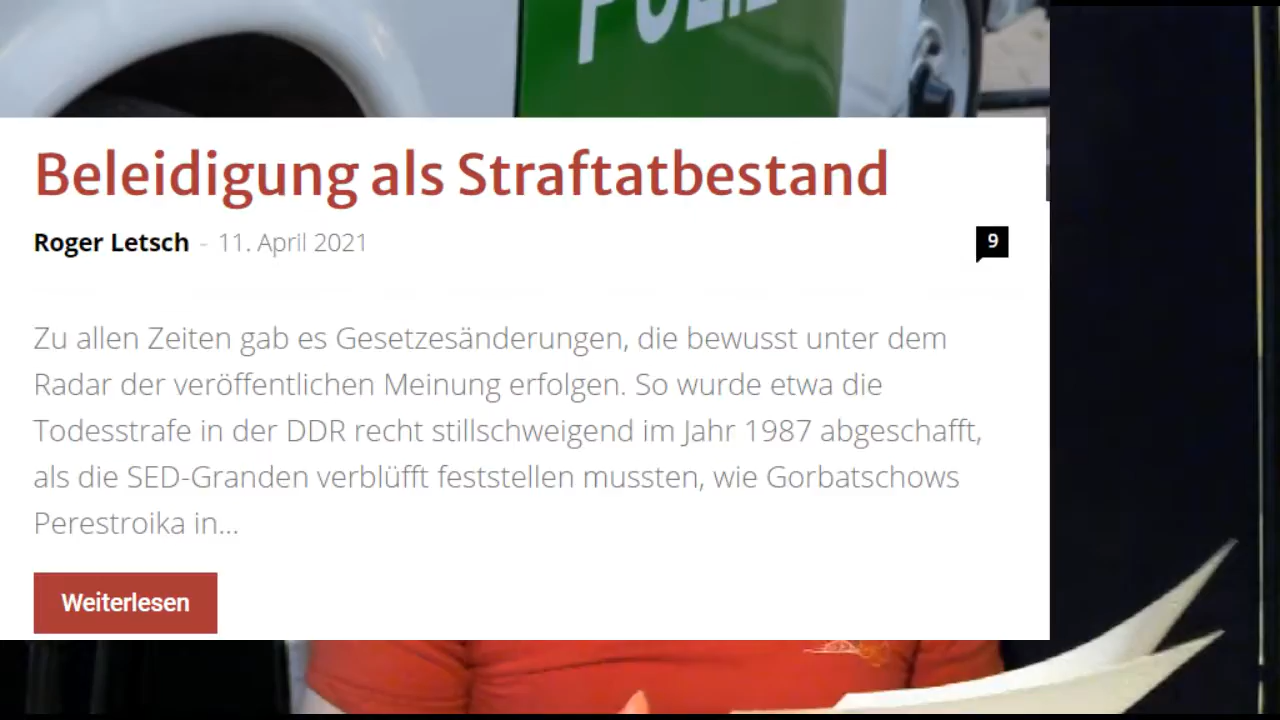 Beleidigung als Straftatbestand
Roger Letsch - 11. April 2021
9
Zu allen Zeiten gab es Gesetzesänderungen, die bewusst unter dem
Radar der veröffentlichen Meinung erfolgen. So wurde etwa die
Todesstrafe in der DDR recht stillschweigend im Jahr 1987 abgeschafft,
als die SED-Granden verblüfft feststellen mussten, wie Gorbatschows
Perestroika in...
Weiterlesen